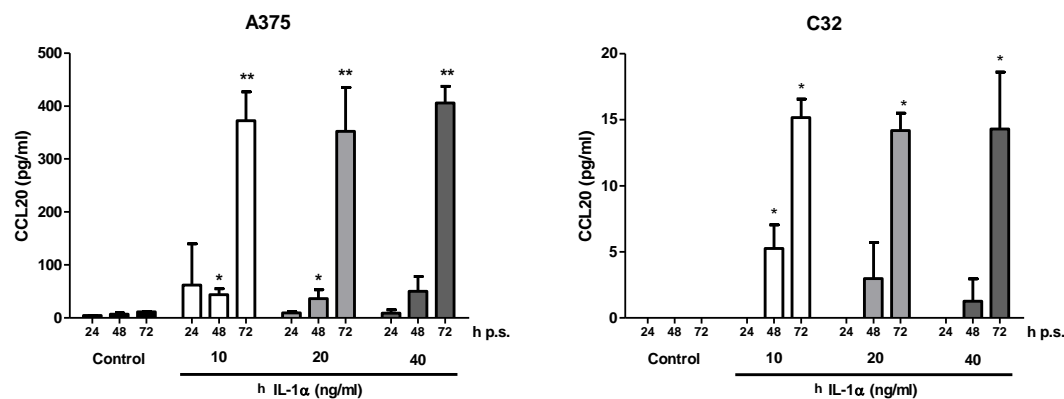 A375
500
400
300
200
100
0
CCL20 (pg/ml)
** ** **
* *
24 48 72 24 48 72 24 48 72 24 48 72 h p.s.
Control 10 20 40
h IL-1α (ng/ml)
C32
20
15
10
5
0
CCL20 (pg/ml)
* * *
*
24 48 72 24 48 72 24 48 72 24 48 72 h p.s.
Control 10 20 40
h IL-1α (ng/ml)